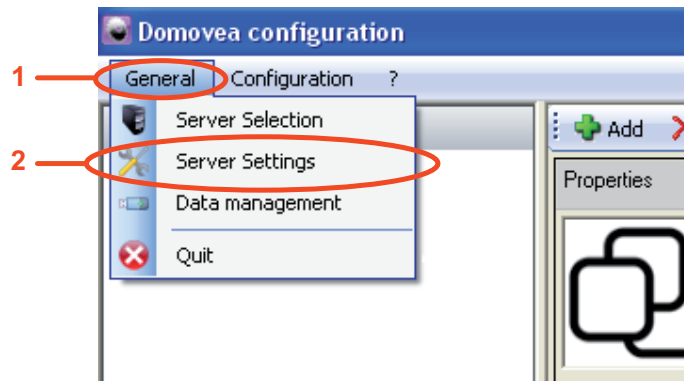 Domovea configuration
1
General Configuration ?
Server Selection
Add
2
Server Settings
Properties
Data management
Quit